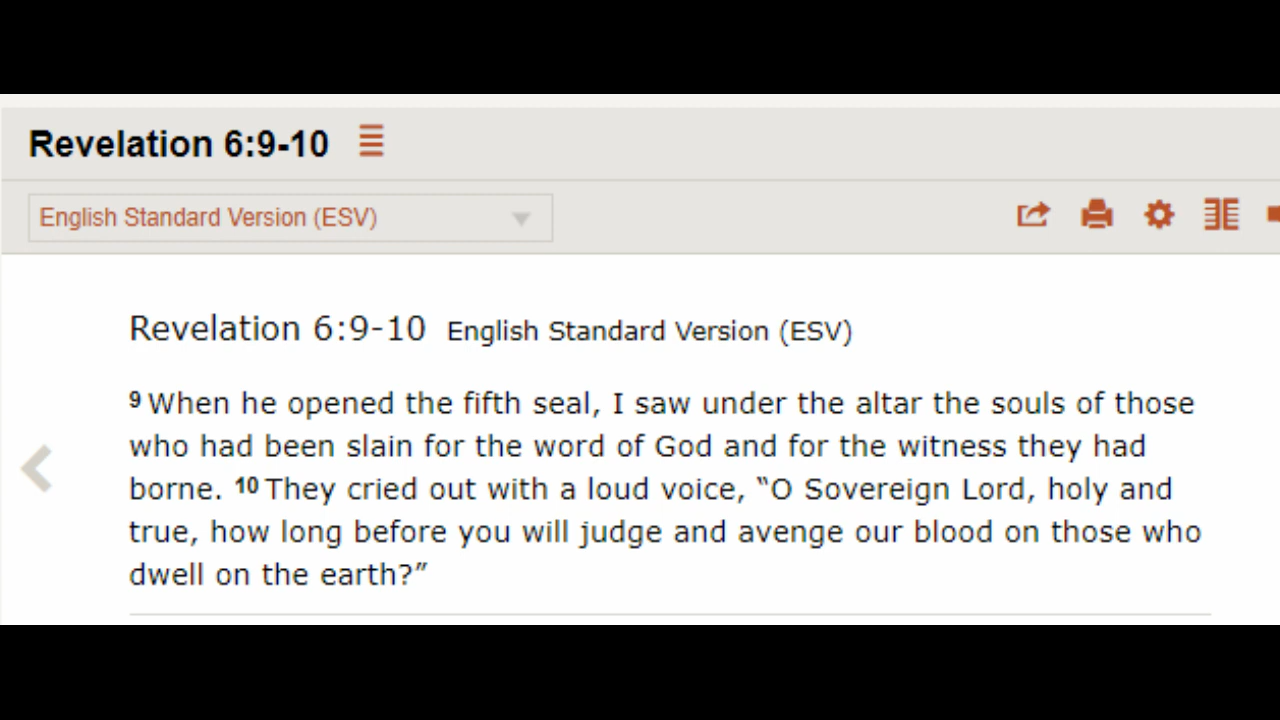 Revelation 6:9-10
English Standard Version (ESV)
Revelation 6:9-10 English Standard Version (ESV)
9 When he opened the fifth seal, I saw under the altar the souls of those
who had been slain for the word of God and for the witness they had
borne. 10 They cried out with a loud voice, “O Sovereign Lord, holy and
true, how long before you will judge and avenge our blood on those who
dwell on the earth?”